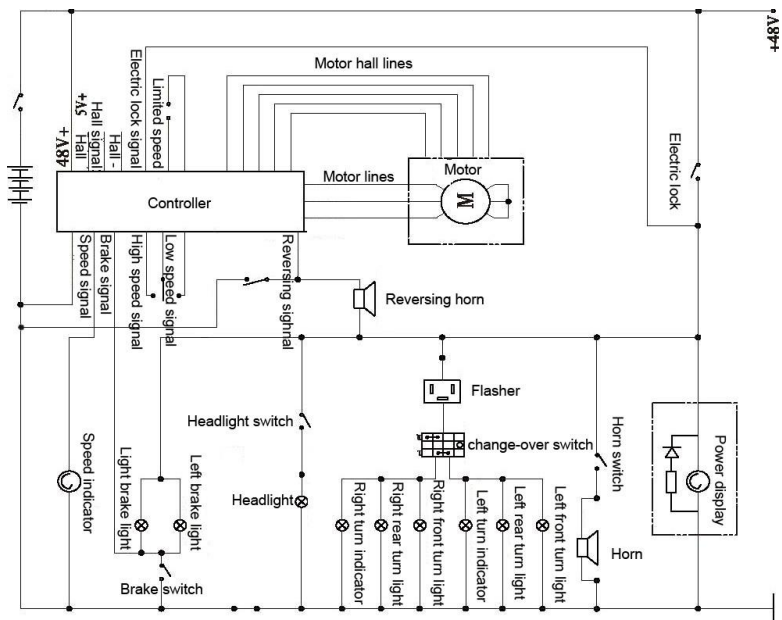 +48V
Motor hall lines
Electric lock signal
Limited speed
5V+
Hall signal
Hall -
Hall
48V+
Electric lock
Motor
Motor lines
Controller
M
Speed signal
Brake signal
High speed signal
Low speed signal
Reversing sighnal
Reversing horn
Flasher
Headlight switch
change-over switch
Horn switch
Power display
Speed indicator
Light brake light
Left brake light
Headlight
Right turn indicator
Right rear turn light
Right front turn light
Left turn indicator
Left rear turn light
Left front turn light
Horn
Brake switch